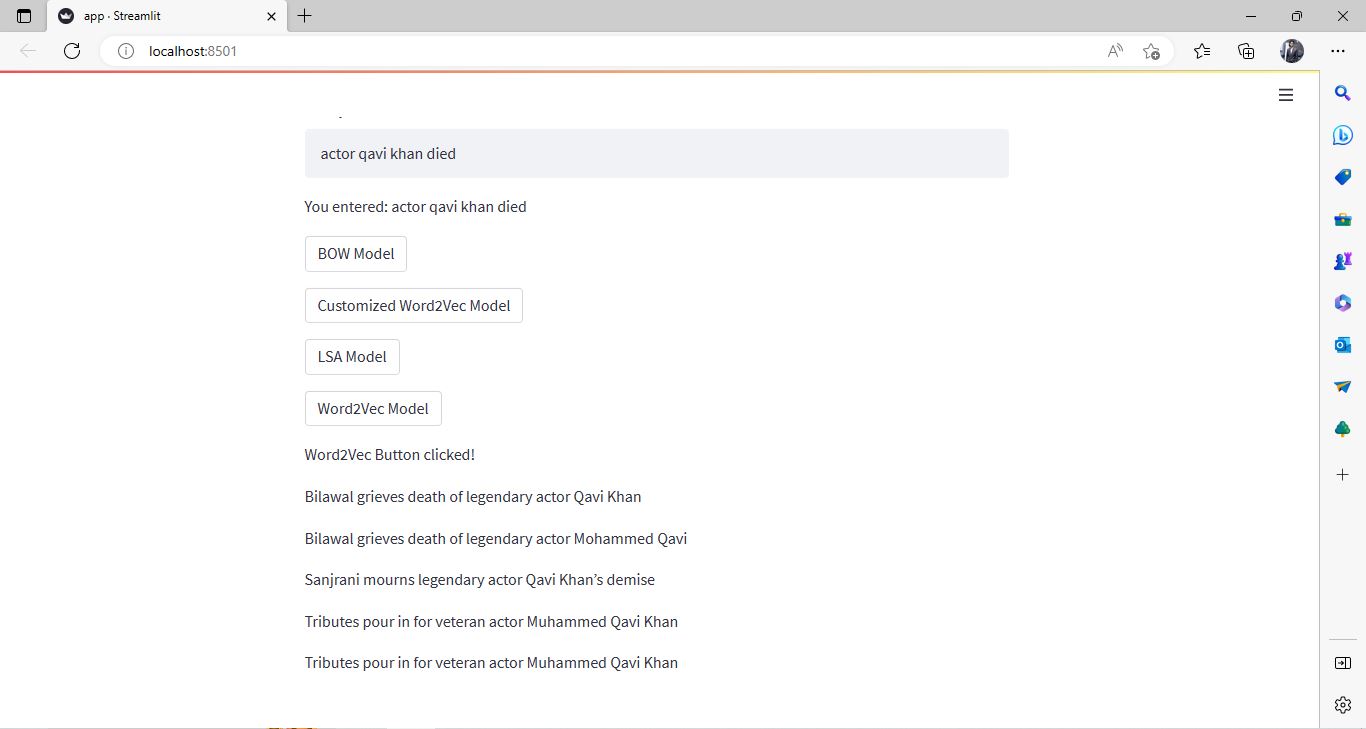 app · Streamlit
localhost:8501
actor qavi khan died
You entered: actor qavi khan died
BOW Model
Customized Word2Vec Model
LSA Model
Word2Vec Model
Word2Vec Button clicked!
Bilawal grieves death of legendary actor Qavi Khan
Bilawal grieves death of legendary actor Mohammed Qavi
Sanjrani mourns legendary actor Qavi Khan’s demise
Tributes pour in for veteran actor Muhammed Qavi Khan
Tributes pour in for veteran actor Muhammed Qavi Khan